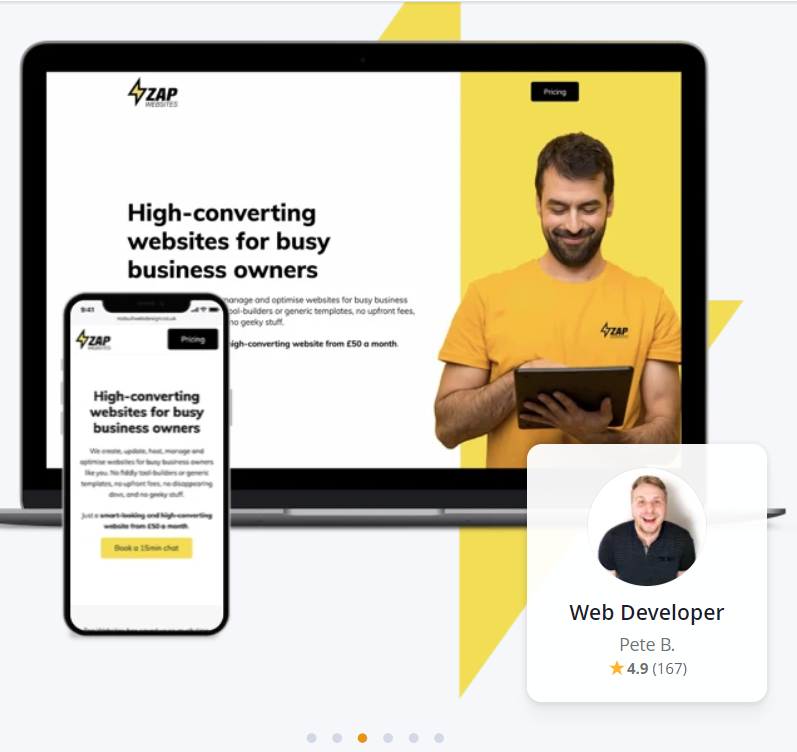 ZAP
WEBSITES
Pricing
High-converting
websites for busy
business owners
manage and optimise websites for busy business
tool-builders or generic templates, no upfront fees,
no geeky stuff.
high-converting website from £50 a month.
ZAP
9:41
ZAP
WEBSITES
Pricing
High-converting
websites for busy
business owners
We create, update, host, manage and
optimise websites for busy business owners
like you. No fiddly tool-builders or generic
templates, no upfront fees, no disappearing
devs, and no geeky stuff.
Just a smart-looking and high-converting
website from £50 a month.
Book a 15min chat
Web Developer
Pete B.
4.9 (167)